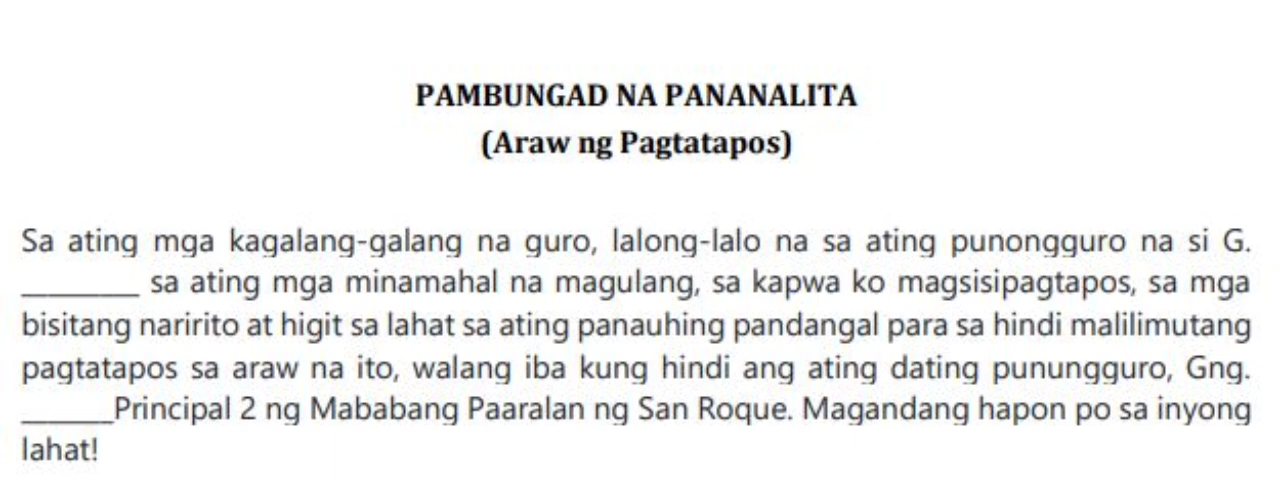 PAMBUNGAD NA PANANALITA
(Araw ng Pagtatapos)
Sa ating mga kagalang-galang na guro, lalong-lalo na sa ating punongguro na si G.
_________ sa ating mga minamahal na magulang, sa kapwa ko magsisipagtapos, sa mga
bisitang naririto at higit sa lahat sa ating panauhing pandangal para sa hindi malilimutang
pagtatapos sa araw na ito, walang iba kung hindi ang ating dating punungguro, Gng.
_______Principal 2 ng Mababang Paaralan ng San Roque. Magandang hapon po sa inyong
lahat!